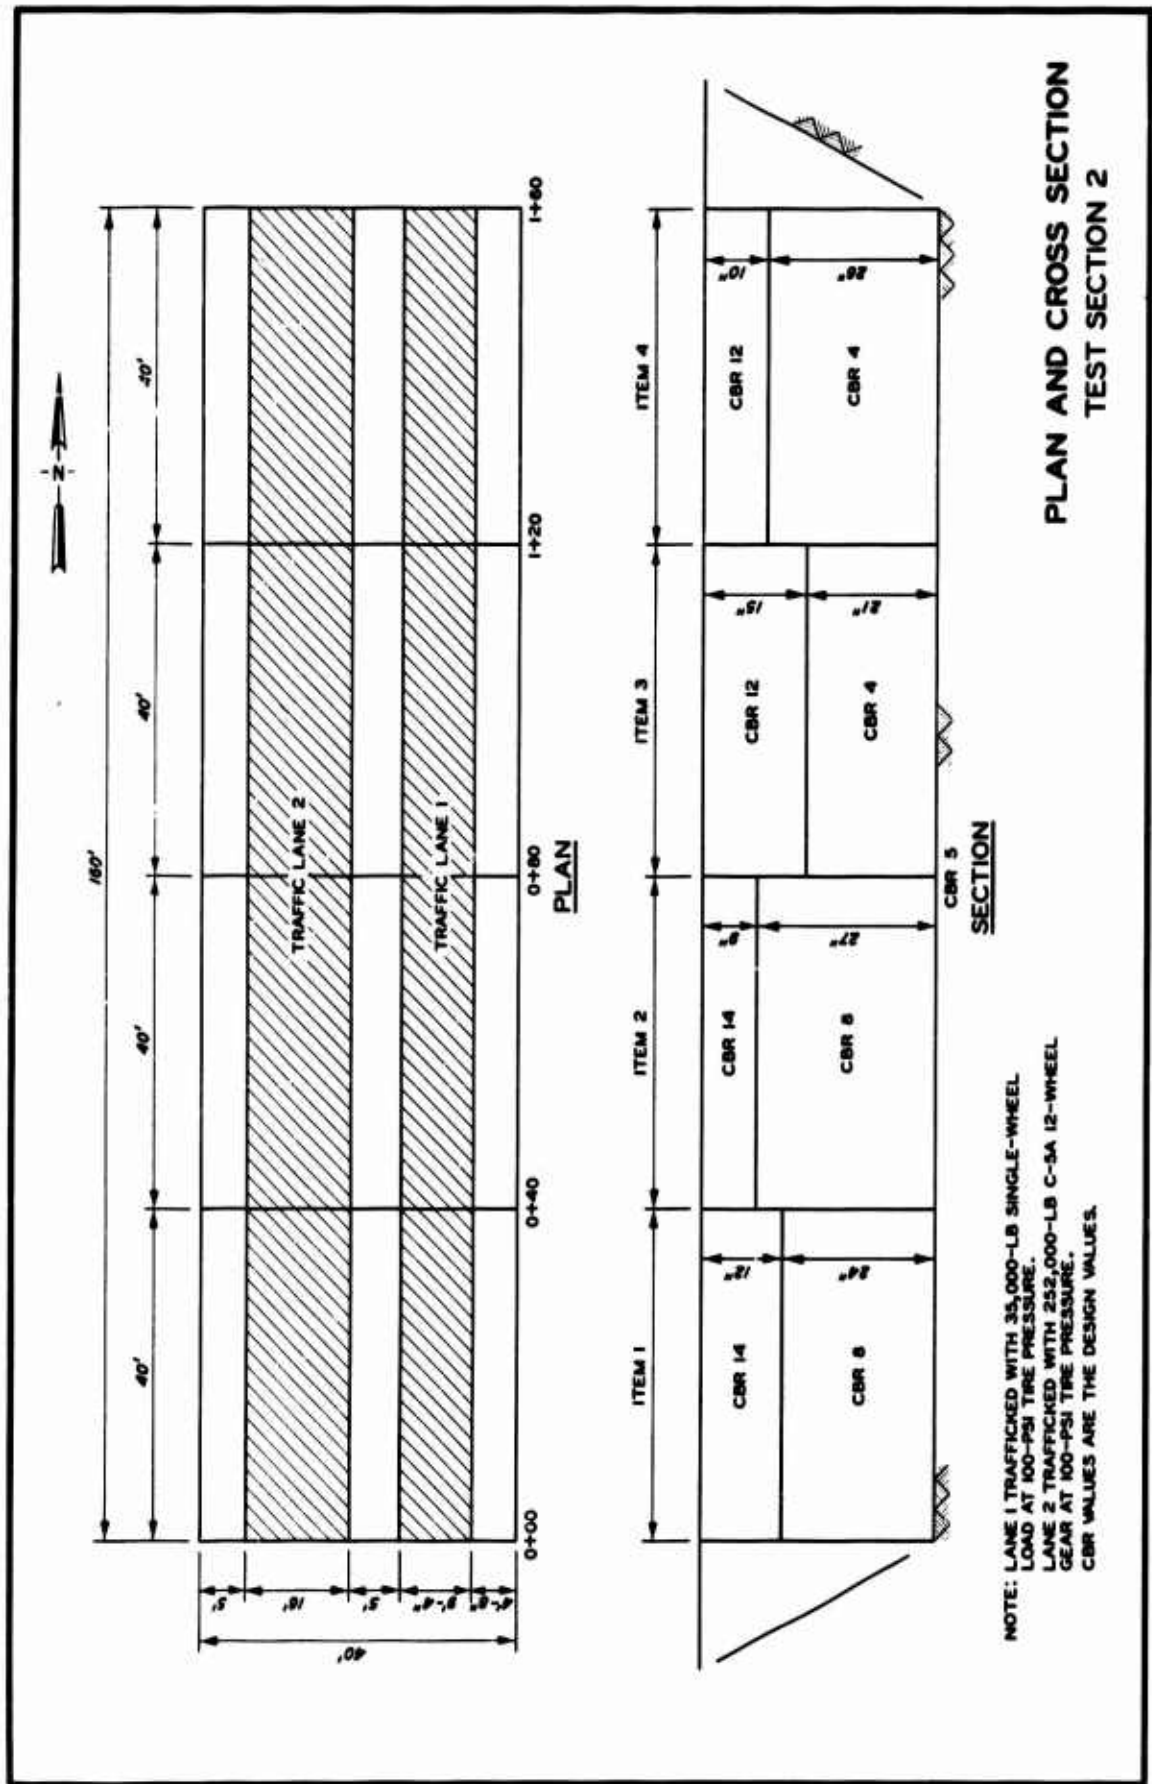 -N-
160'
40' 40' 40' 40'
5'
16'
5'
9'-4"
4'-8"
40'
TRAFFIC LANE 2
TRAFFIC LANE 1
0+00 0+40 0+80 1+20 1+60
PLAN
ITEM 1 ITEM 2 ITEM 3 ITEM 4
CBR 14 12" CBR 14 9" CBR 12 15" CBR 12 10"
CBR 8 24" CBR 8 27" CBR 4 21" CBR 4 26"
CBR 5
SECTION
NOTE: LANE 1 TRAFFICKED WITH 35,000-LB SINGLE-WHEEL
LOAD AT 100-PSI TIRE PRESSURE.
LANE 2 TRAFFICKED WITH 252,000-LB C-5A 12-WHEEL
GEAR AT 100-PSI TIRE PRESSURE.
CBR VALUES ARE THE DESIGN VALUES.
PLAN AND CROSS SECTION
TEST SECTION 2